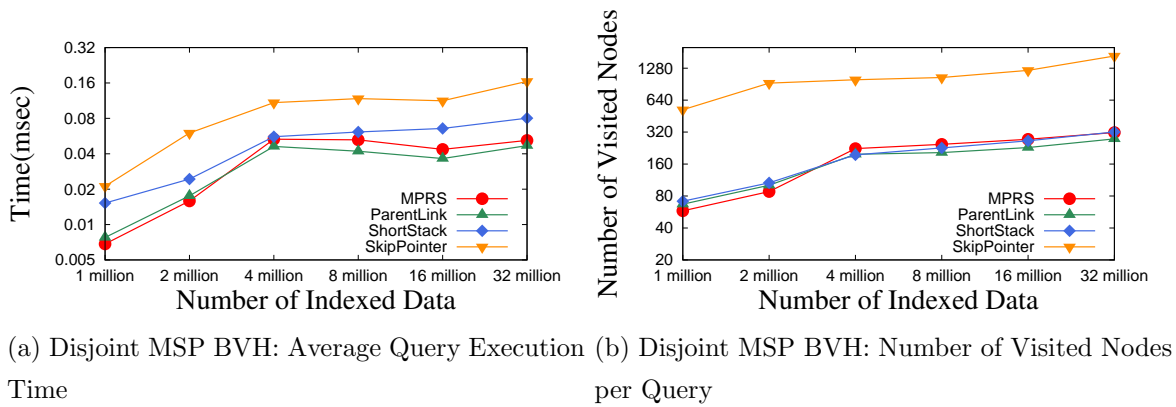 Time(msec)
0.32
0.16
0.08
0.04
0.02
0.01
0.005
MPRS
ParentLink
ShortStack
SkipPointer
1 million 2 million 4 million 8 million 16 million 32 million
Number of Indexed Data
Number of Visited Nodes
1280
640
320
160
80
40
20
MPRS
ParentLink
ShortStack
SkipPointer
1 million 2 million 4 million 8 million 16 million 32 million
Number of Indexed Data
(a) Disjoint MSP BVH: Average Query Execution
Time
(b) Disjoint MSP BVH: Number of Visited Nodes
per Query